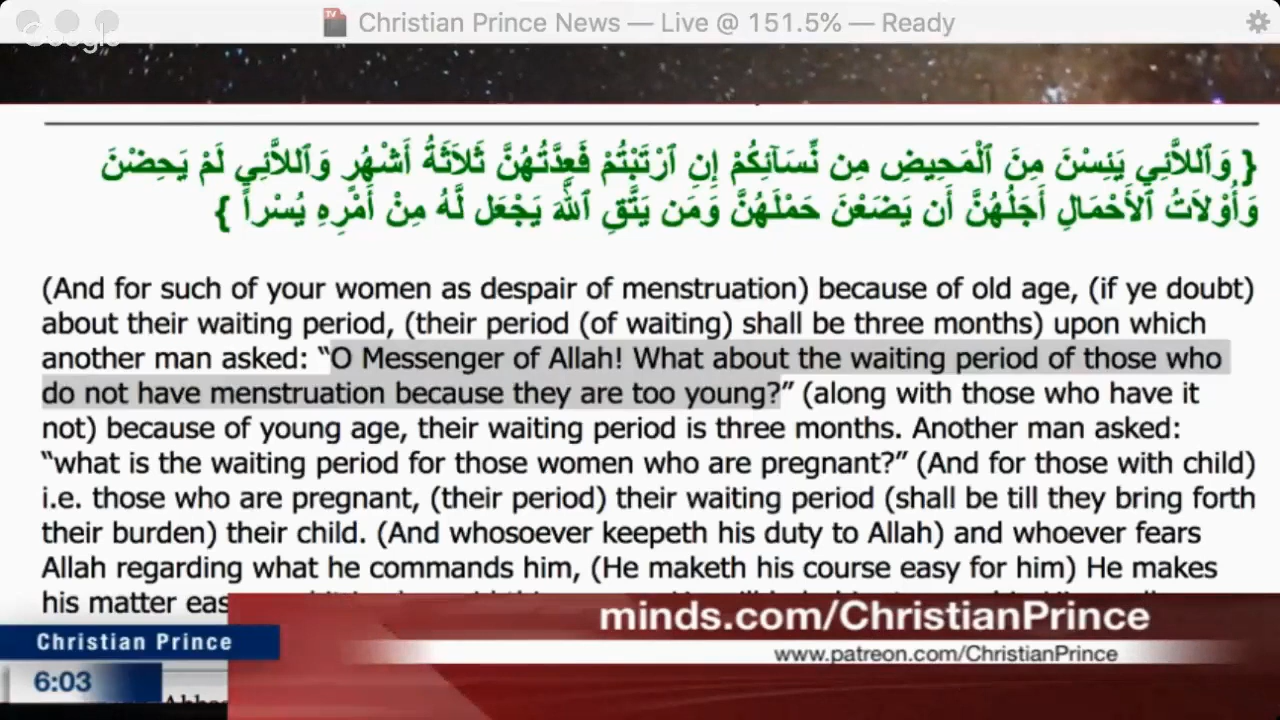 Christian Prince News — Live @ 151.5% — Ready
Google
{ وَٱللاَّئِي يَئِسْنَ مِنَ ٱلْمَحِيضِ مِن نِّسَآئِكُمْ إِنِ ٱرْتَبْتُمْ فَعِدَّتُهُنَّ ثَلاَثَةُ أَشْهُرٍ وَٱللاَّئِي لَمْ يَحِضْنَ
وَأُوْلاَتُ ٱلأَحْمَالِ أَجَلُهُنَّ أَن يَضَعْنَ حَمْلَهُنَّ وَمَن يَتَّقِ ٱللَّهَ يَجْعَل لَّهُ مِنْ أَمْرِهِ يُسْراً }
(And for such of your women as despair of menstruation) because of old age, (if ye doubt)
about their waiting period, (their period (of waiting) shall be three months) upon which
another man asked: “O Messenger of Allah! What about the waiting period of those who
do not have menstruation because they are too young?” (along with those who have it
not) because of young age, their waiting period is three months. Another man asked:
“what is the waiting period for those women who are pregnant?” (And for those with child)
i.e. those who are pregnant, (their period) their waiting period (shall be till they bring forth
their burden) their child. (And whosoever keepeth his duty to Allah) and whoever fears
Allah regarding what he commands him, (He maketh his course easy for him) He makes
his matter
minds.com/ChristianPrince
Christian Prince
www.patreon.com/ChristianPrince
6:03